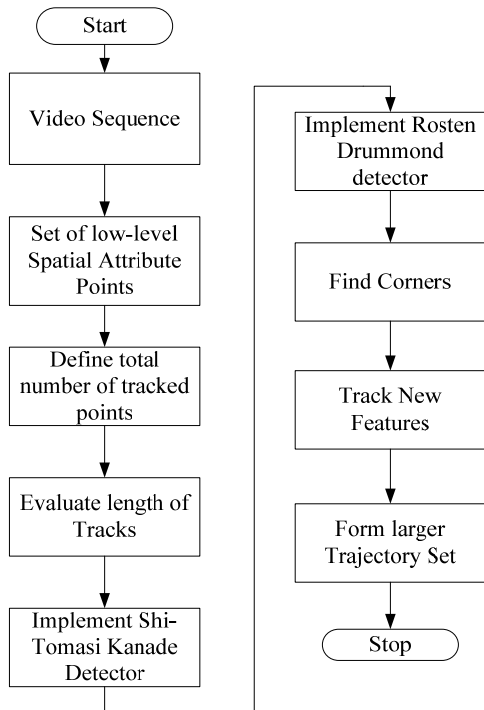 Start
Video Sequence
Set of low-level
Spatial Attribute
Points
Define total
number of tracked
points
Evaluate length of
Tracks
Implement Shi-
Tomasi Kanade
Detector
Implement Rosten
Drummond
detector
Find Corners
Track New
Features
Form larger
Trajectory Set
Stop